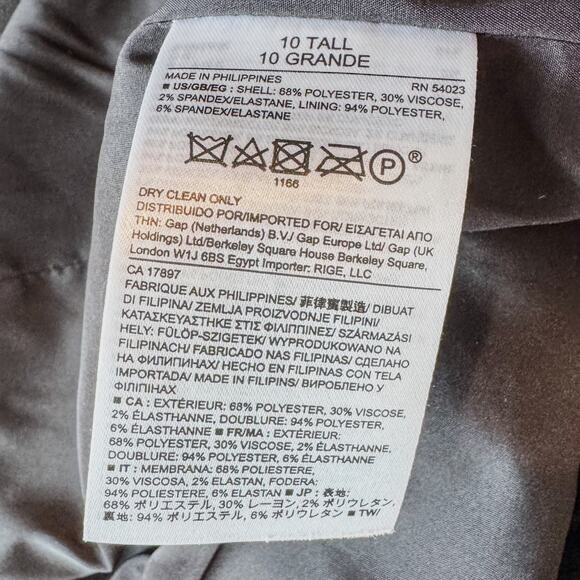 10 TALL
10 GRANDE
MADE IN PHILIPPINES RN 54023
■ US/GB/EG : SHELL: 68% POLYESTER, 30% VISCOSE,
2% SPANDEX/ELASTANE, LINING: 94% POLYESTER,
6% SPANDEX/ELASTANE
P ®
1166
DRY CLEAN ONLY
DISTRIBUIDO POR/IMPORTED FOR/ ΕΙΣΑΓΕΤΑΙ ΑΠΟ
ΤΗΝ: Gap (Netherlands) B.V./ Gap Europe Ltd/ Gap (UK
Holdings) Ltd/Berkeley Square House Berkeley Square,
London W1J 6BS Egypt Importer: RIGE, LLC
CA 17897
FABRIQUE AUX PHILIPPINES/ 菲律賓製造/ DIBUAT
DI FILIPINA/ ZEMLJA PROIZVODNJE FILIPINI/
ΚΑΤΑΣΚΕΥΑΣΤΗΚΕ ΣΤΙΣ ΦΙΛΙΠΠΙΝΕΣ/ SZÁRMAZÁSI
HELY: FÜLÖP-SZIGETEK/ WYPRODUKOWANO NA
FILIPINACH/ FABRICADO NAS FILIPINAS/ СДЕЛАНО
НА ФИЛИПИНАХ/ HECHO EN FILIPINAS CON TELA
IMPORTADA/ MADE IN FILIPINS/ ВИРОБЛЕНО У
ФІЛІПІНАХ
■ CA : EXTÉRIEUR: 68% POLYESTER, 30% VISCOSE,
2% ÉLASTHANNE, DOUBLURE: 94% POLYESTER,
6% ÉLASTHANNE ■ FR/MA : EXTÉRIEUR:
68% POLYESTER, 30% VISCOSE, 2% ÉLASTHANNE,
DOUBLURE: 94% POLYESTER, 6% ÉLASTHANNE
■ IT : MEMBRANA: 68% POLIESTERE,
30% VISCOSA, 2% ELASTAN, FODERA:
94% POLIESTERE, 6% ELASTAN ■ JP : 表地:
68% ポリエステル, 30% レーヨン, 2% ポリウレタン,
裏地: 94% ポリエステル, 6% ポリウレタン ■ TW/